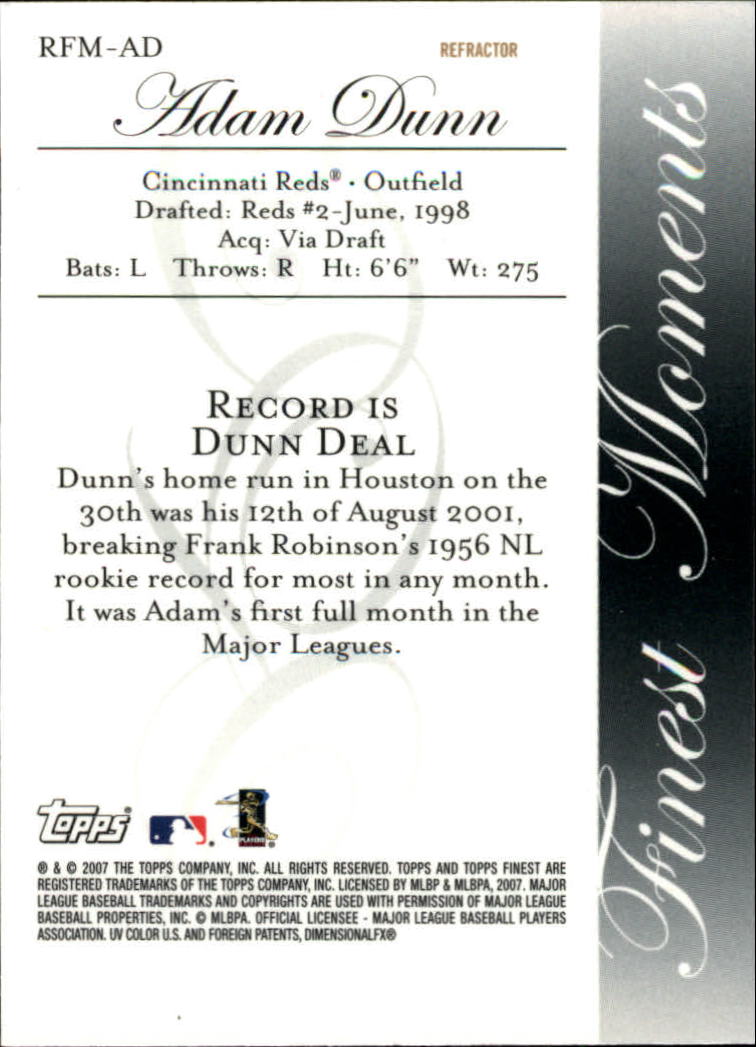 RFM-AD
REFRACTOR
Adam Dunn
Cincinnati Reds® · Outfield
Drafted: Reds #2-June, 1998
Acq: Via Draft
Bats: L Throws: R Ht: 6'6" Wt: 275
RECORD IS
DUNN DEAL
Dunn's home run in Houston on the
30th was his 12th of August 2001,
breaking Frank Robinson's 1956 NL
rookie record for most in any month.
It was Adam's first full month in the
Major Leagues.
Topps®
PLAYERS
® & © 2007 THE TOPPS COMPANY, INC. ALL RIGHTS RESERVED. TOPPS AND TOPPS FINEST ARE
REGISTERED TRADEMARKS OF THE TOPPS COMPANY, INC. LICENSED BY MLBP & MLBPA, 2007. MAJOR
LEAGUE BASEBALL TRADEMARKS AND COPYRIGHTS ARE USED WITH PERMISSION OF MAJOR LEAGUE
BASEBALL PROPERTIES, INC. © MLBPA. OFFICIAL LICENSEE - MAJOR LEAGUE BASEBALL PLAYERS
ASSOCIATION. UV COLOR U.S. AND FOREIGN PATENTS, DIMENSIONALFX®
Finest Moments